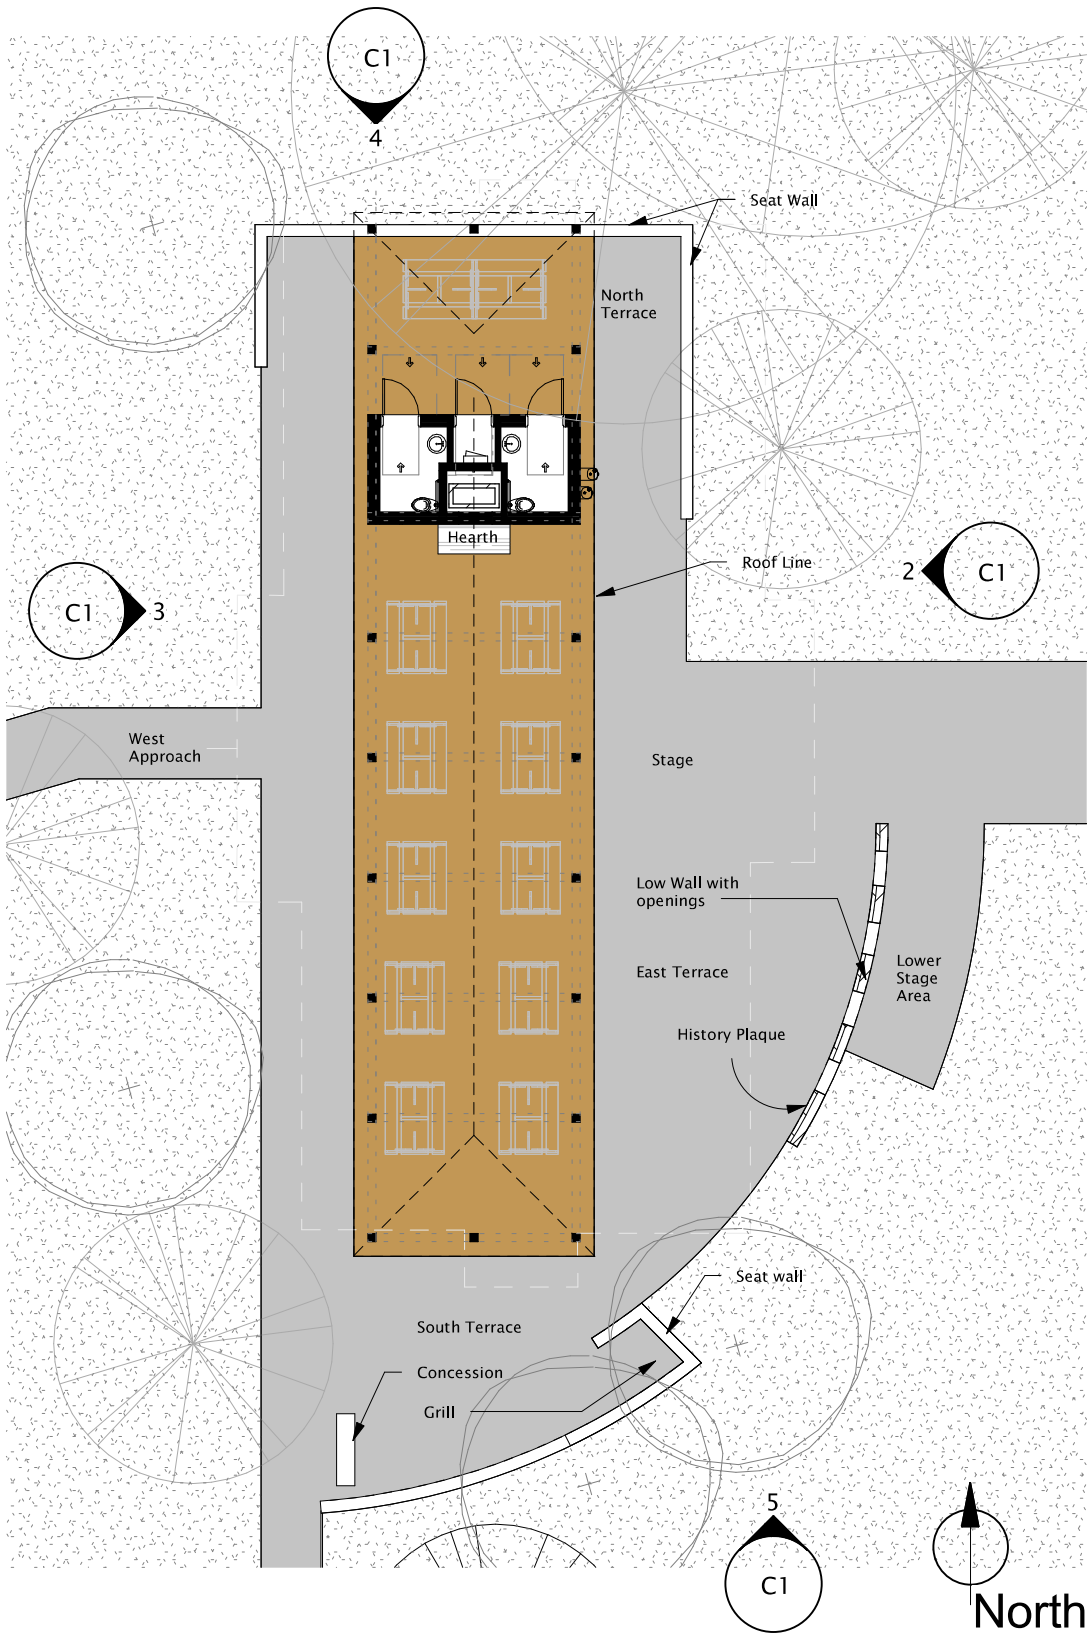 C1
4
Seat Wall
North
Terrace
Hearth
Roof Line
2
C1
C1
3
West
Approach
Stage
Low Wall with
openings
East Terrace
Lower
Stage
Area
History Plaque
Seat wall
South Terrace
Concession
Grill
5
C1
North